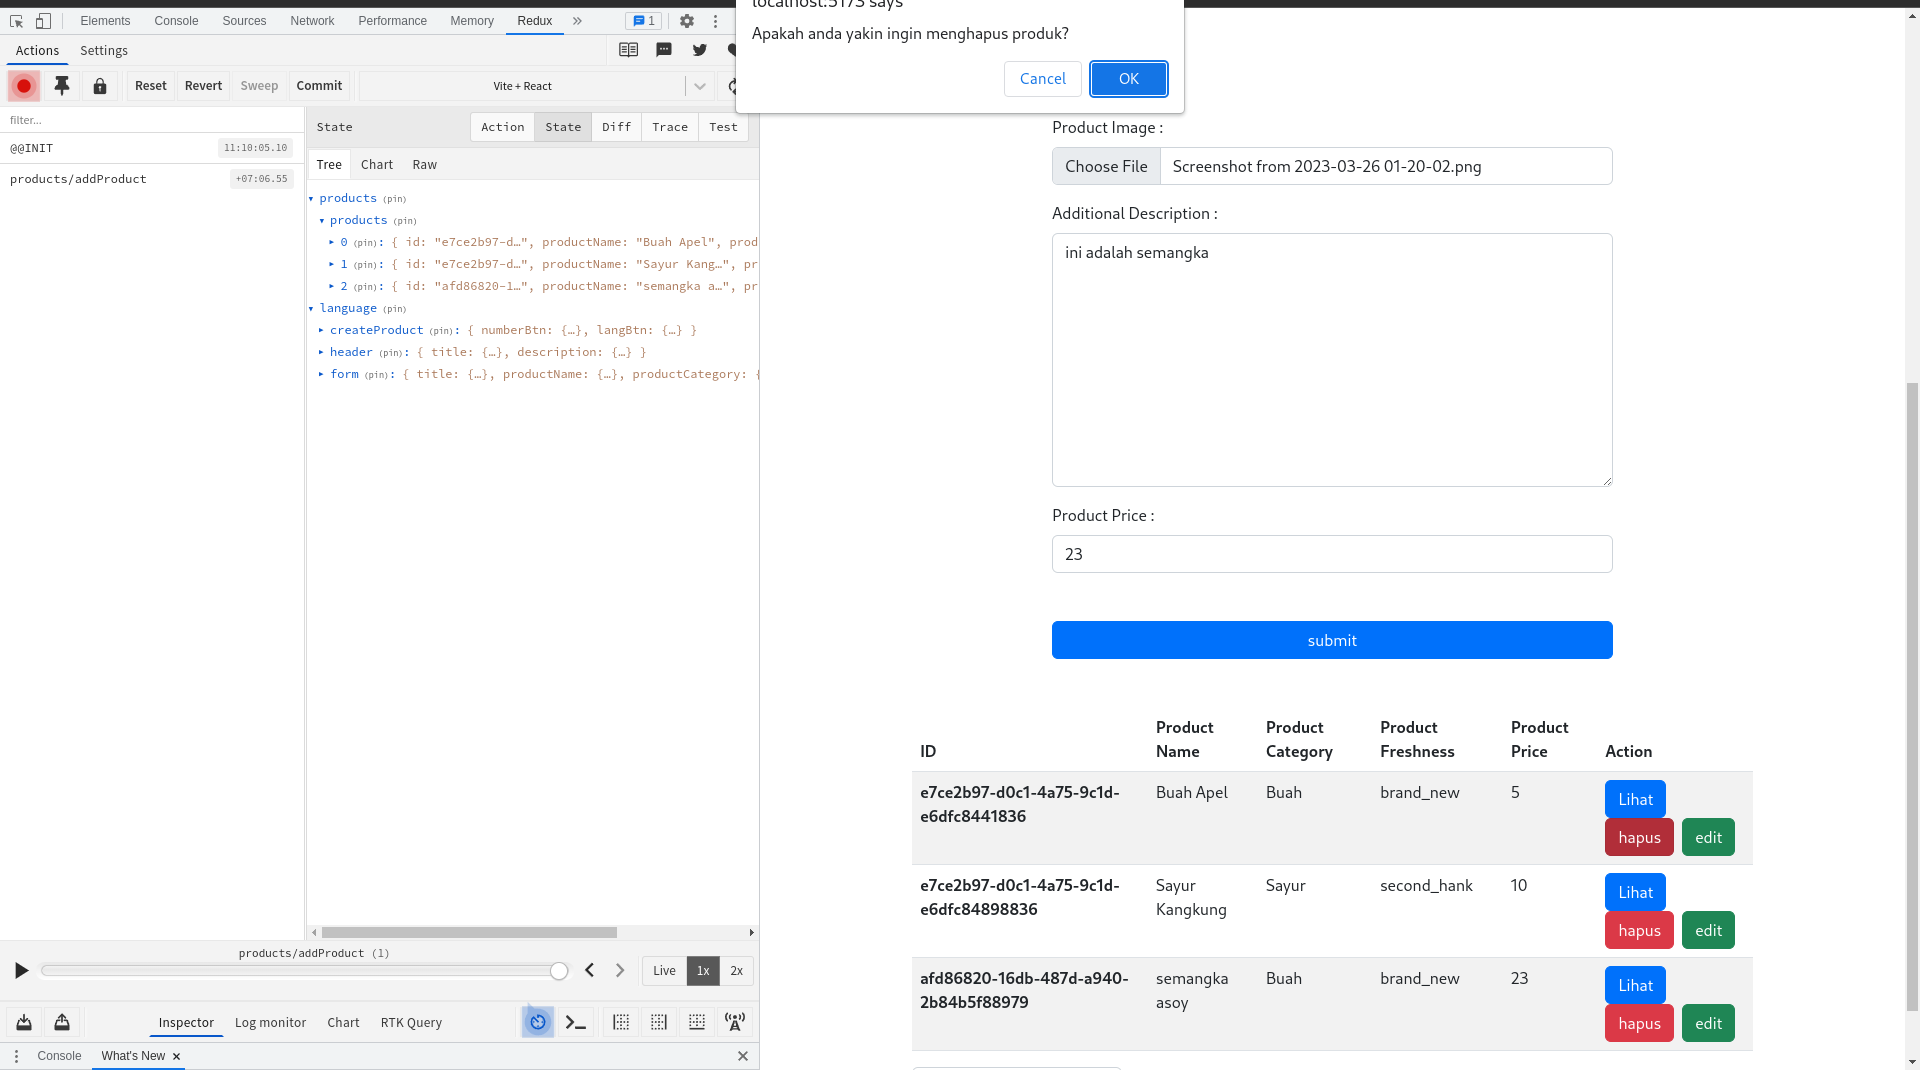 Elements Console Sources Network Performance Memory Redux 1
localhost:5173 says
Apakah anda yakin ingin menghapus produk?
Cancel OK
Actions Settings
Reset Revert Sweep Commit Vite + React
filter...
@@INIT 11:10:05.10
products/addProduct +07:06.55
State Action State Diff Trace Test
Tree Chart Raw
products (pin)
products (pin)
0 (pin): { id: "e7ce2b97-d…", productName: "Buah Apel", prod
1 (pin): { id: "e7ce2b97-d…", productName: "Sayur Kang…", pr
2 (pin): { id: "afd86820-1…", productName: "semangka a…", pr
language (pin)
createProduct (pin): { numberBtn: {…}, langBtn: {…} }
header (pin): { title: {…}, description: {…} }
form (pin): { title: {…}, productName: {…}, productCategory: {
products/addProduct (1)
Live 1x 2x
Inspector Log monitor Chart RTK Query
Console What's New
Product Image :
Choose File Screenshot from 2023-03-26 01-20-02.png
Additional Description :
ini adalah semangka
Product Price :
23
submit
ID Product Name Product Category Product Freshness Product Price Action
e7ce2b97-d0c1-4a75-9c1d- Buah Apel Buah brand_new 5 Lihat
e6dfc8441836
hapus edit
e7ce2b97-d0c1-4a75-9c1d- Sayur Sayur second_hank 10 Lihat
e6dfc84898836 Kangkung
hapus edit
afd86820-16db-487d-a940- semangka Buah brand_new 23 Lihat
2b84b5f88979 asoy
hapus edit